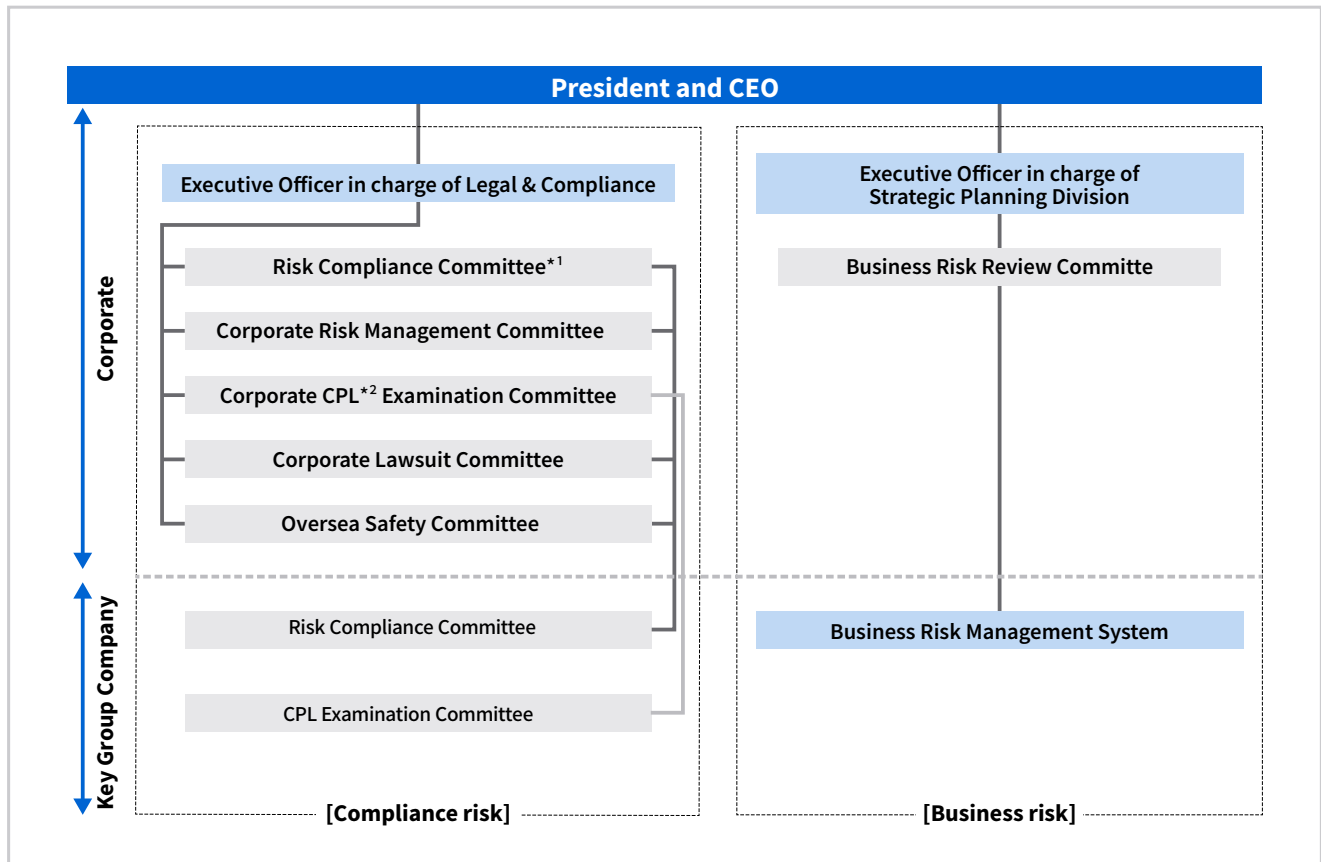 President and CEO
Corporate
Executive Officer in charge of Legal & Compliance
Risk Compliance Committee*1
Corporate Risk Management Committee
Corporate CPL*2 Examination Committee
Corporate Lawsuit Committee
Oversea Safety Committee
Executive Officer in charge of
Strategic Planning Division
Business Risk Review Committe
Key Group Company
Risk Compliance Committee
CPL Examination Committee
[Compliance risk]
Business Risk Management System
[Business risk]